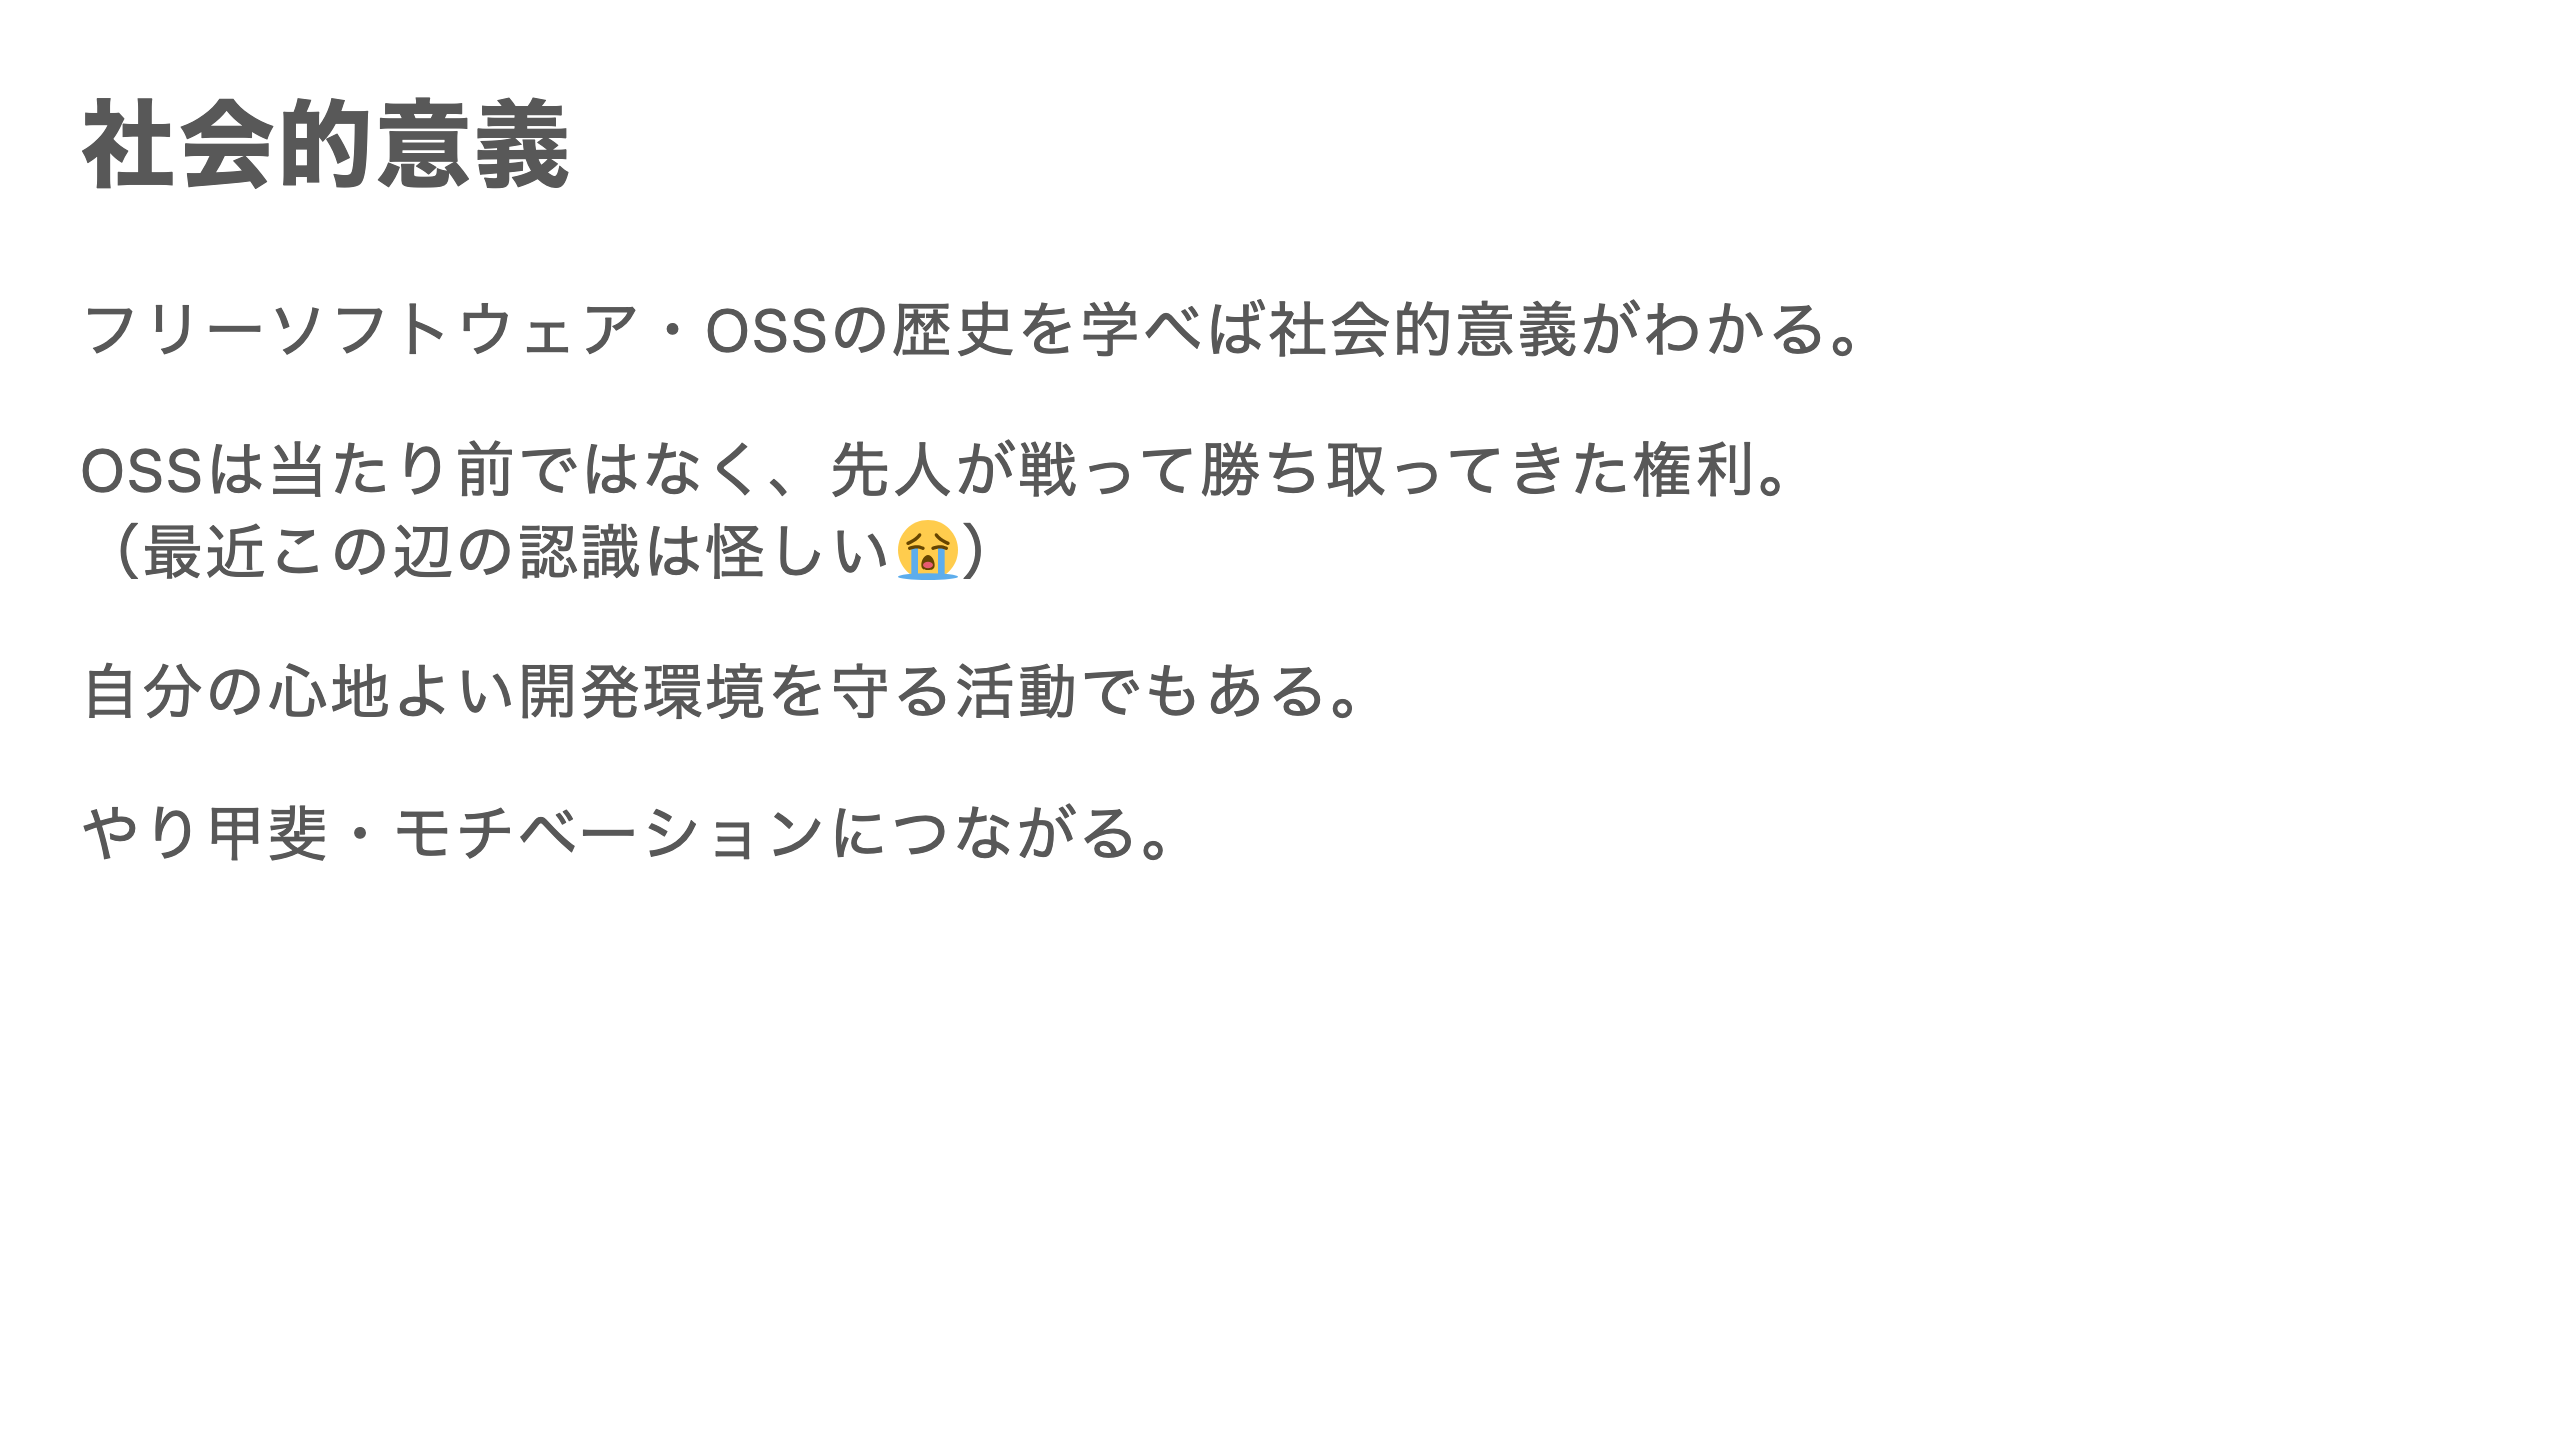 社会的意義
フリーソフトウェア・OSSの歴史を学べば社会的意義がわかる。
OSSは当たり前ではなく、先人が戦って勝ち取ってきた権利。
（最近この辺の認識は怪しい😭）
自分の心地よい開発環境を守る活動でもある。
やり甲斐・モチベーションにつながる。